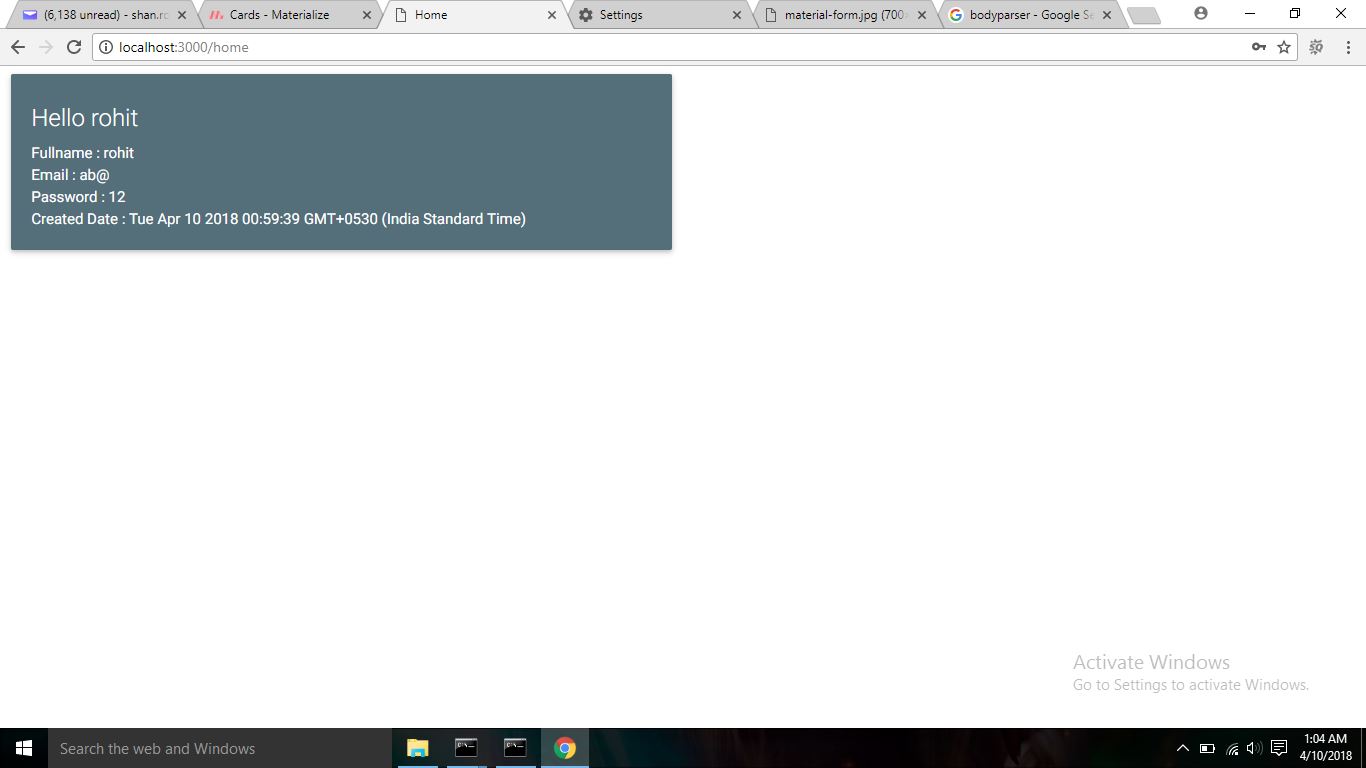 (6,138 unread) - shan.ro
Cards - Materialize
Home
Settings
material-form.jpg (700
bodyparser - Google Se
localhost:3000/home
Hello rohit
Fullname : rohit
Email : ab@
Password : 12
Created Date : Tue Apr 10 2018 00:59:39 GMT+0530 (India Standard Time)
Activate Windows
Go to Settings to activate Windows.
Search the web and Windows
1:04 AM
4/10/2018